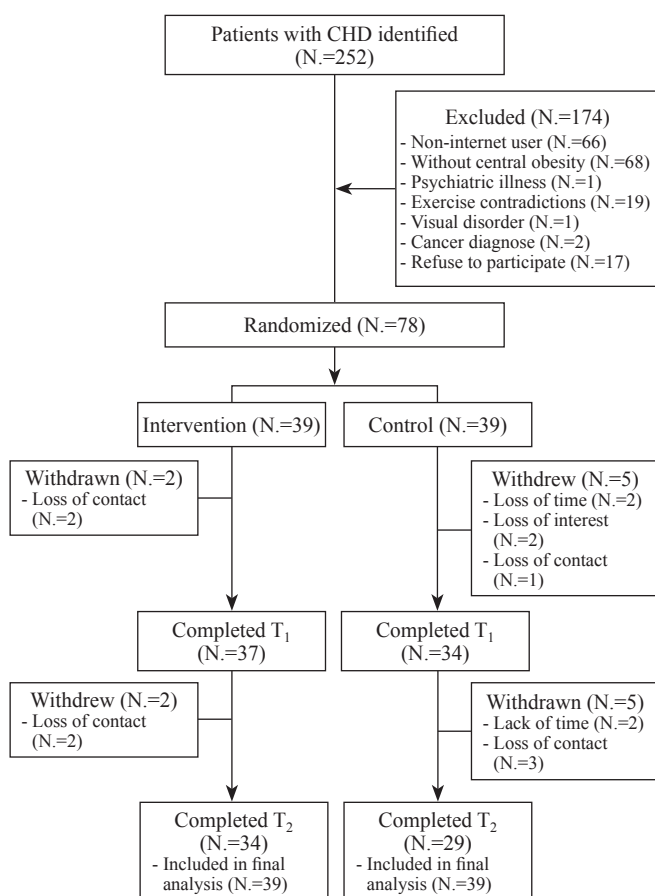 Patients with CHD identified
(N.=252)
Excluded (N.=174)
- Non-internet user (N.=66)
- Without central obesity (N.=68)
- Psychiatric illness (N.=1)
- Exercise contradictions (N.=19)
- Visual disorder (N.=1)
- Cancer diagnose (N.=2)
- Refuse to participate (N.=17)
Randomized (N.=78)
Intervention (N.=39)
Control (N.=39)
Withdrawn (N.=2)
- Loss of contact
(N.=2)
Withdrew (N.=5)
- Loss of time (N.=2)
- Loss of interest
(N.=2)
- Loss of contact
(N.=1)
Completed T1
(N.=37)
Completed T1
(N.=34)
Withdrew (N.=2)
- Loss of contact
(N.=2)
Withdrawn (N.=5)
- Lack of time (N.=2)
- Loss of contact
(N.=3)
Completed T2
(N.=34)
- Included in final
analysis (N.=39)
Completed T2
(N.=29)
- Included in final
analysis (N.=39)